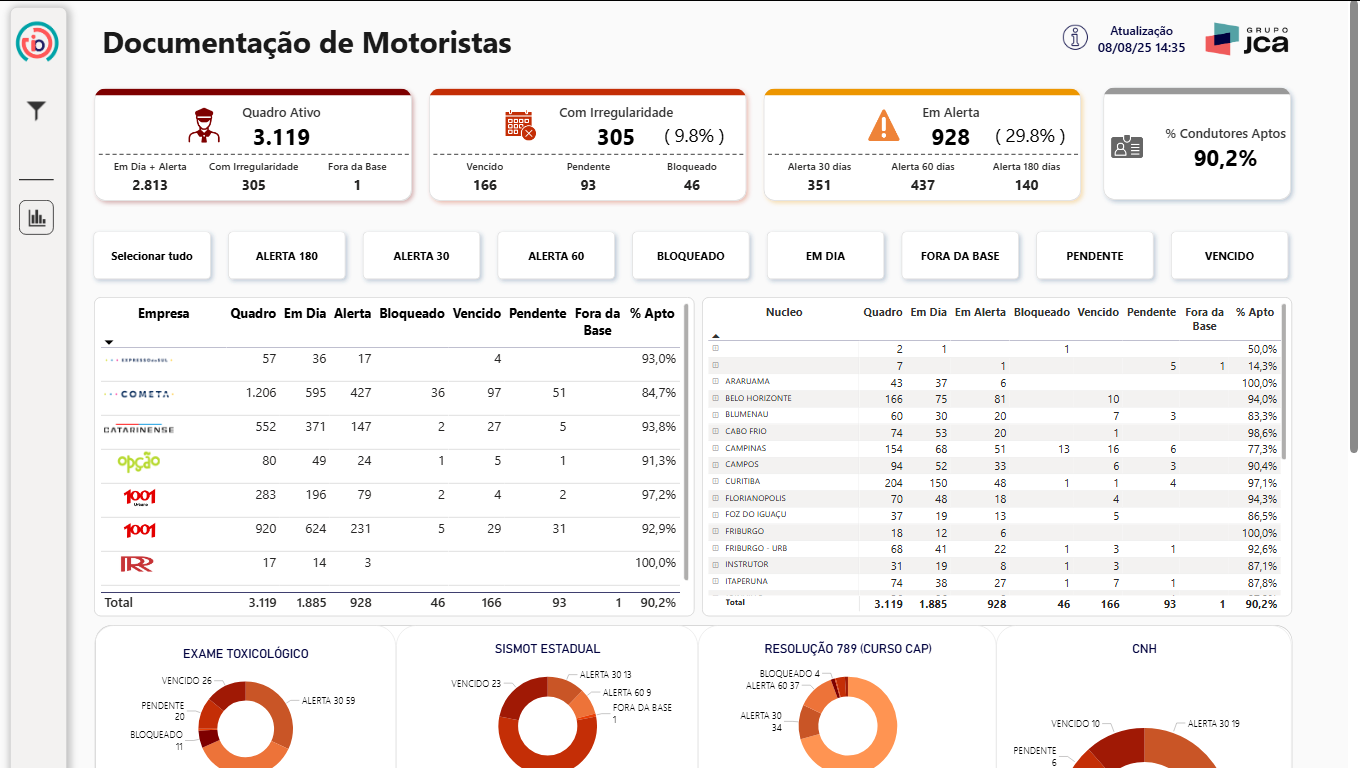 Documentação de Motoristas
Atualização
08/08/25 14:35
GRUPO
jca
Quadro Ativo
3.119
Em Dia + Alerta Com Irregularidade Fora da Base
2.813 305 1
Com Irregularidade
305 ( 9.8% )
Vencido Pendente Bloqueado
166 93 46
Em Alerta
928 ( 29.8% )
Alerta 30 dias Alerta 60 dias Alerta 180 dias
351 437 140
% Condutores Aptos
90,2%
Selecionar tudo ALERTA 180 ALERTA 30 ALERTA 60 BLOQUEADO EM DIA FORA DA BASE PENDENTE VENCIDO
Empresa Quadro Em Dia Alerta Bloqueado Vencido Pendente Fora da Base % Apto
EXPRESSO do SUL 57 36 17 4 93,0%
COMETA 1.206 595 427 36 97 51 84,7%
CATARINENSE 552 371 147 2 27 5 93,8%
opção 80 49 24 1 5 1 91,3%
1001 Urbano 283 196 79 2 4 2 97,2%
1001 920 624 231 5 29 31 92,9%
RR 17 14 3 100,0%
Total 3.119 1.885 928 46 166 93 1 90,2%
Nucleo Quadro Em Dia Em Alerta Bloqueado Vencido Pendente Fora da Base % Apto
2 1 1 50,0%
7 1 5 1 14,3%
ARARUAMA 43 37 6 100,0%
BELO HORIZONTE 166 75 81 10 94,0%
BLUMENAU 60 30 20 7 3 83,3%
CABO FRIO 74 53 20 1 98,6%
CAMPINAS 154 68 51 13 16 6 77,3%
CAMPOS 94 52 33 6 3 90,4%
CURITIBA 204 150 48 1 1 4 97,1%
FLORIANOPOLIS 70 48 18 4 94,3%
FOZ DO IGUAÇU 37 19 13 5 86,5%
FRIBURGO 18 12 6 100,0%
FRIBURGO - URB 68 41 22 1 3 1 92,6%
INSTRUTOR 31 19 8 1 3 87,1%
ITAPERUNA 74 38 27 1 7 1 87,8%
Total 3.119 1.885 928 46 166 93 1 90,2%
EXAME TOXICOLÓGICO
VENCIDO 26
ALERTA 30 59
PENDENTE
20
BLOQUEADO
11
SISMOT ESTADUAL
ALERTA 30 13
VENCIDO 23
ALERTA 60 9
FORA DA BASE
1
RESOLUÇÃO 789 (CURSO CAP)
BLOQUEADO 4
ALERTA 60 37
ALERTA 30
34
CNH
VENCIDO 10
ALERTA 30 19
PENDENTE
6